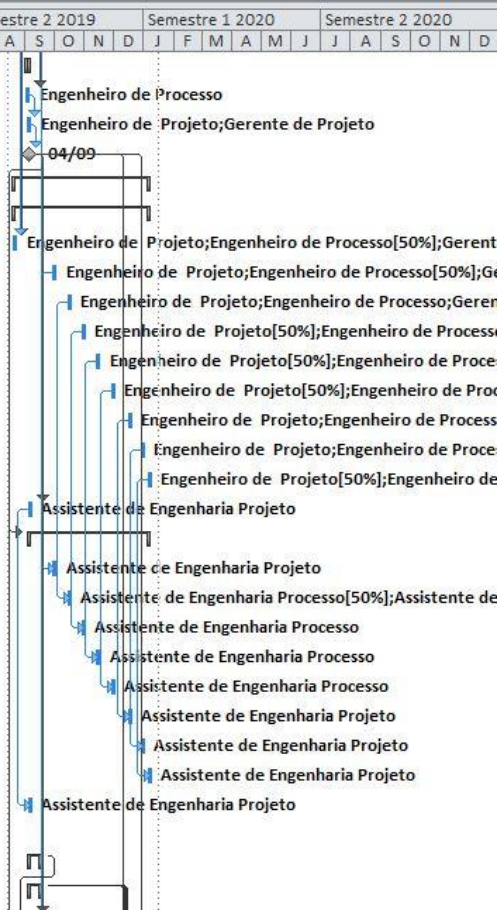 estre 2 2019 Semestre 1 2020 Semestre 2 2020
A S O N D J F M A M J J A S O N D
Engenheiro de Processo
Engenheiro de Projeto;Gerente de Projeto
04/09
Engenheiro de Projeto;Engenheiro de Processo[50%];Gerent
Engenheiro de Projeto;Engenheiro de Processo[50%];Ge
Engenheiro de Projeto;Engenheiro de Processo;Geren
Engenheiro de Projeto[50%];Engenheiro de Processo
Engenheiro de Projeto[50%];Engenheiro de Proce
Engenheiro de Projeto[50%];Engenheiro de Proc
Engenheiro de Projeto;Engenheiro de Process
Engenheiro de Projeto;Engenheiro de Proce
Engenheiro de Projeto[50%];Engenheiro de
Assistente de Engenharia Projeto
Assistente de Engenharia Projeto
Assistente de Engenharia Processo[50%];Assistente de
Assistente de Engenharia Processo
Assistente de Engenharia Processo
Assistente de Engenharia Processo
Assistente de Engenharia Projeto
Assistente de Engenharia Projeto
Assistente de Engenharia Projeto
Assistente de Engenharia Projeto